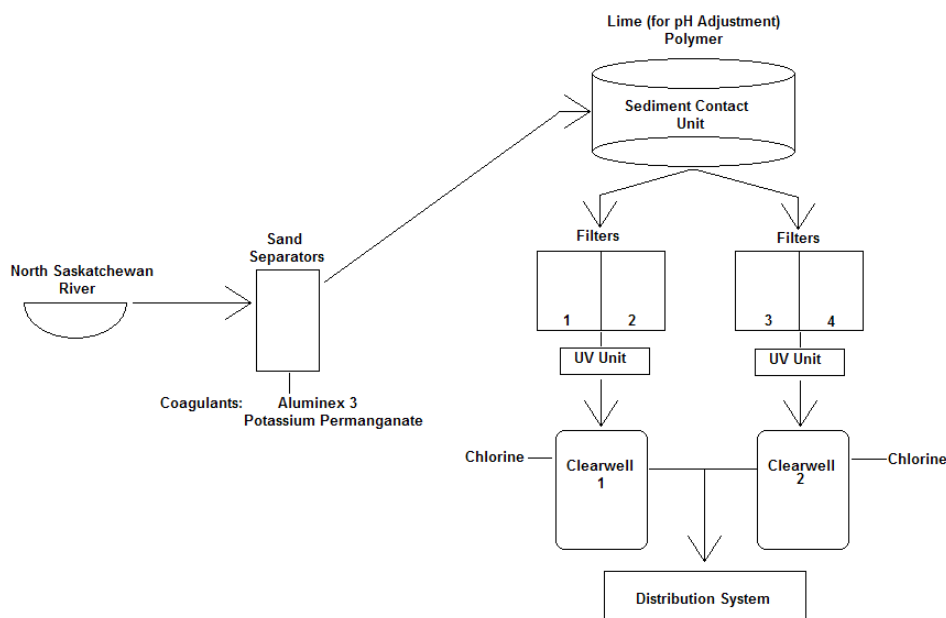 Lime (for pH Adjustment)
Polymer
Sediment Contact
Unit
Sand
Separators
North Saskatchewan
River
Coagulants: Aluminex 3
Potassium Permanganate
Filters
Filters
1 2
3 4
UV Unit
UV Unit
Chlorine
Clearwell
1
Clearwell
2
Chlorine
Distribution System